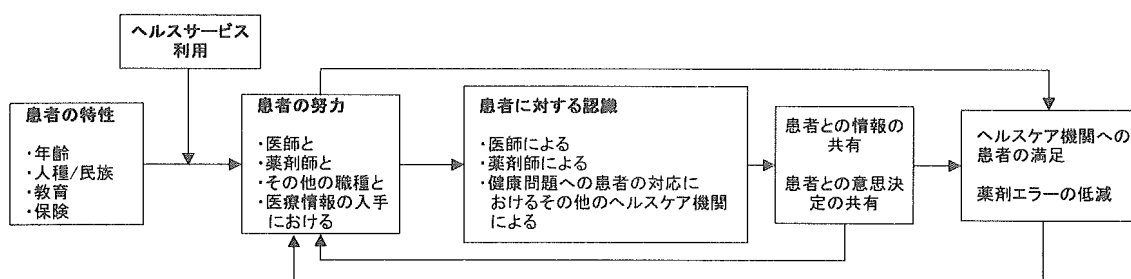 ヘルスサービス
利用
患者の特性
・年齢
・人種/民族
・教育
・保険
患者の努力
・医師と
・薬剤師と
・その他の職種と
・医療情報の入手
における
患者に対する認識
・医師による
・薬剤師による
・健康問題への患者の対応に
おけるその他のヘルスケア機関
による
患者との情報の
共有
患者との意思決
定の共有
ヘルスケア機関への
患者の満足
薬剤エラーの低減